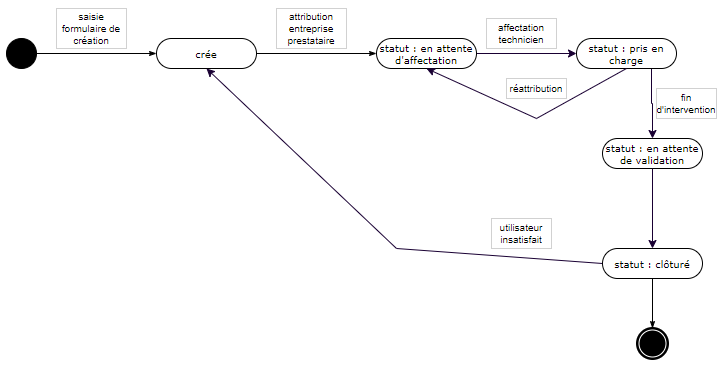 saisie
formulaire de
création
attribution
entreprise
prestataire
affectation
technicien
crée
statut : en attente
d'affectation
statut : pris en
charge
réattribution
fin
d'intervention
statut : en attente
de validation
utilisateur
insatisfait
statut : clôturé